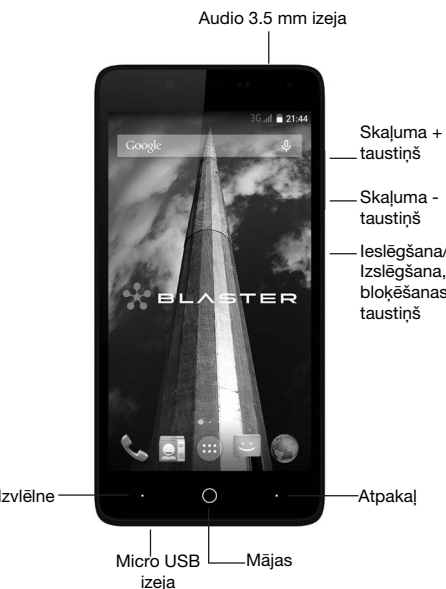 Audio 3.5 mm izeja
3G 21:44
Google
Skaļuma +
taustiņš
Skaļuma -
taustiņš
Ieslēgšana/
Izslēgšana,
bloķēšanas
taustiņš
BLASTER
Izvlēlne
Atpakaļ
Micro USB
izeja
Mājas